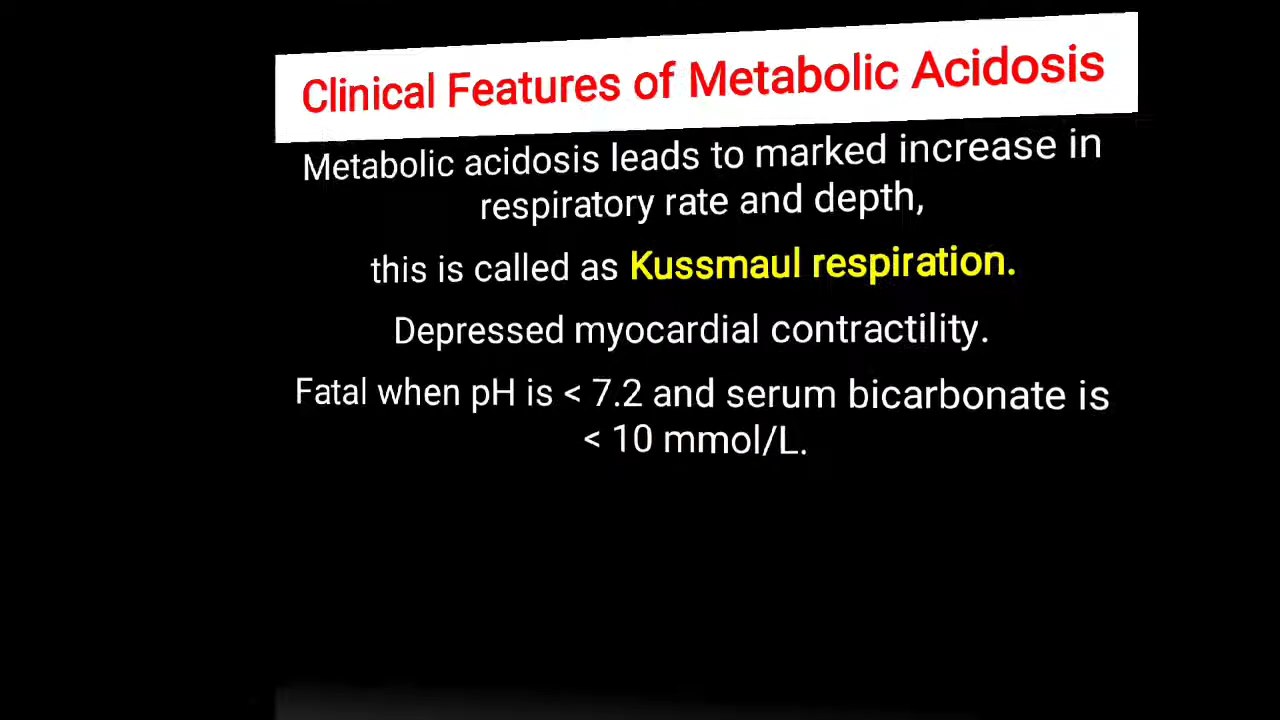 Clinical Features of Metabolic Acidosis
Metabolic acidosis leads to marked increase in
respiratory rate and depth,
this is called as Kussmaul respiration.
Depressed myocardial contractility.
Fatal when pH is < 7.2 and serum bicarbonate is
< 10 mmol/L.